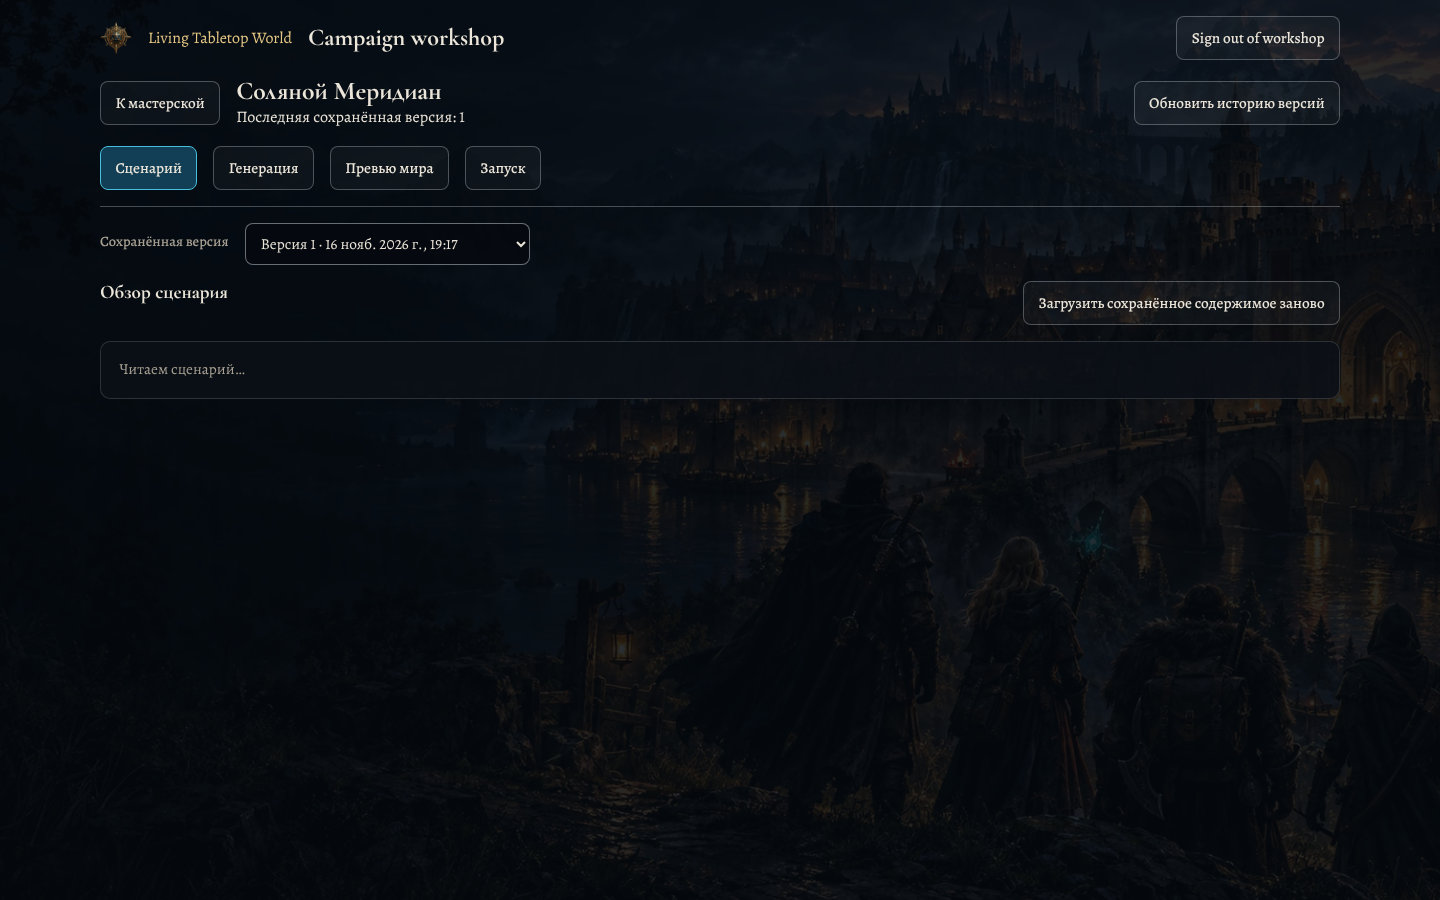 Living Tabletop World Campaign workshop Sign out of workshop
К мастерской
Соляной Меридиан
Последняя сохранённая версия: 1
Обновить историю версий
Сценарий Генерация Превью мира Запуск
Сохранённая версия Версия 1 · 16 нояб. 2026 г., 19:17
Обзор сценария
Загрузить сохранённое содержимое заново
Читаем сценарий…